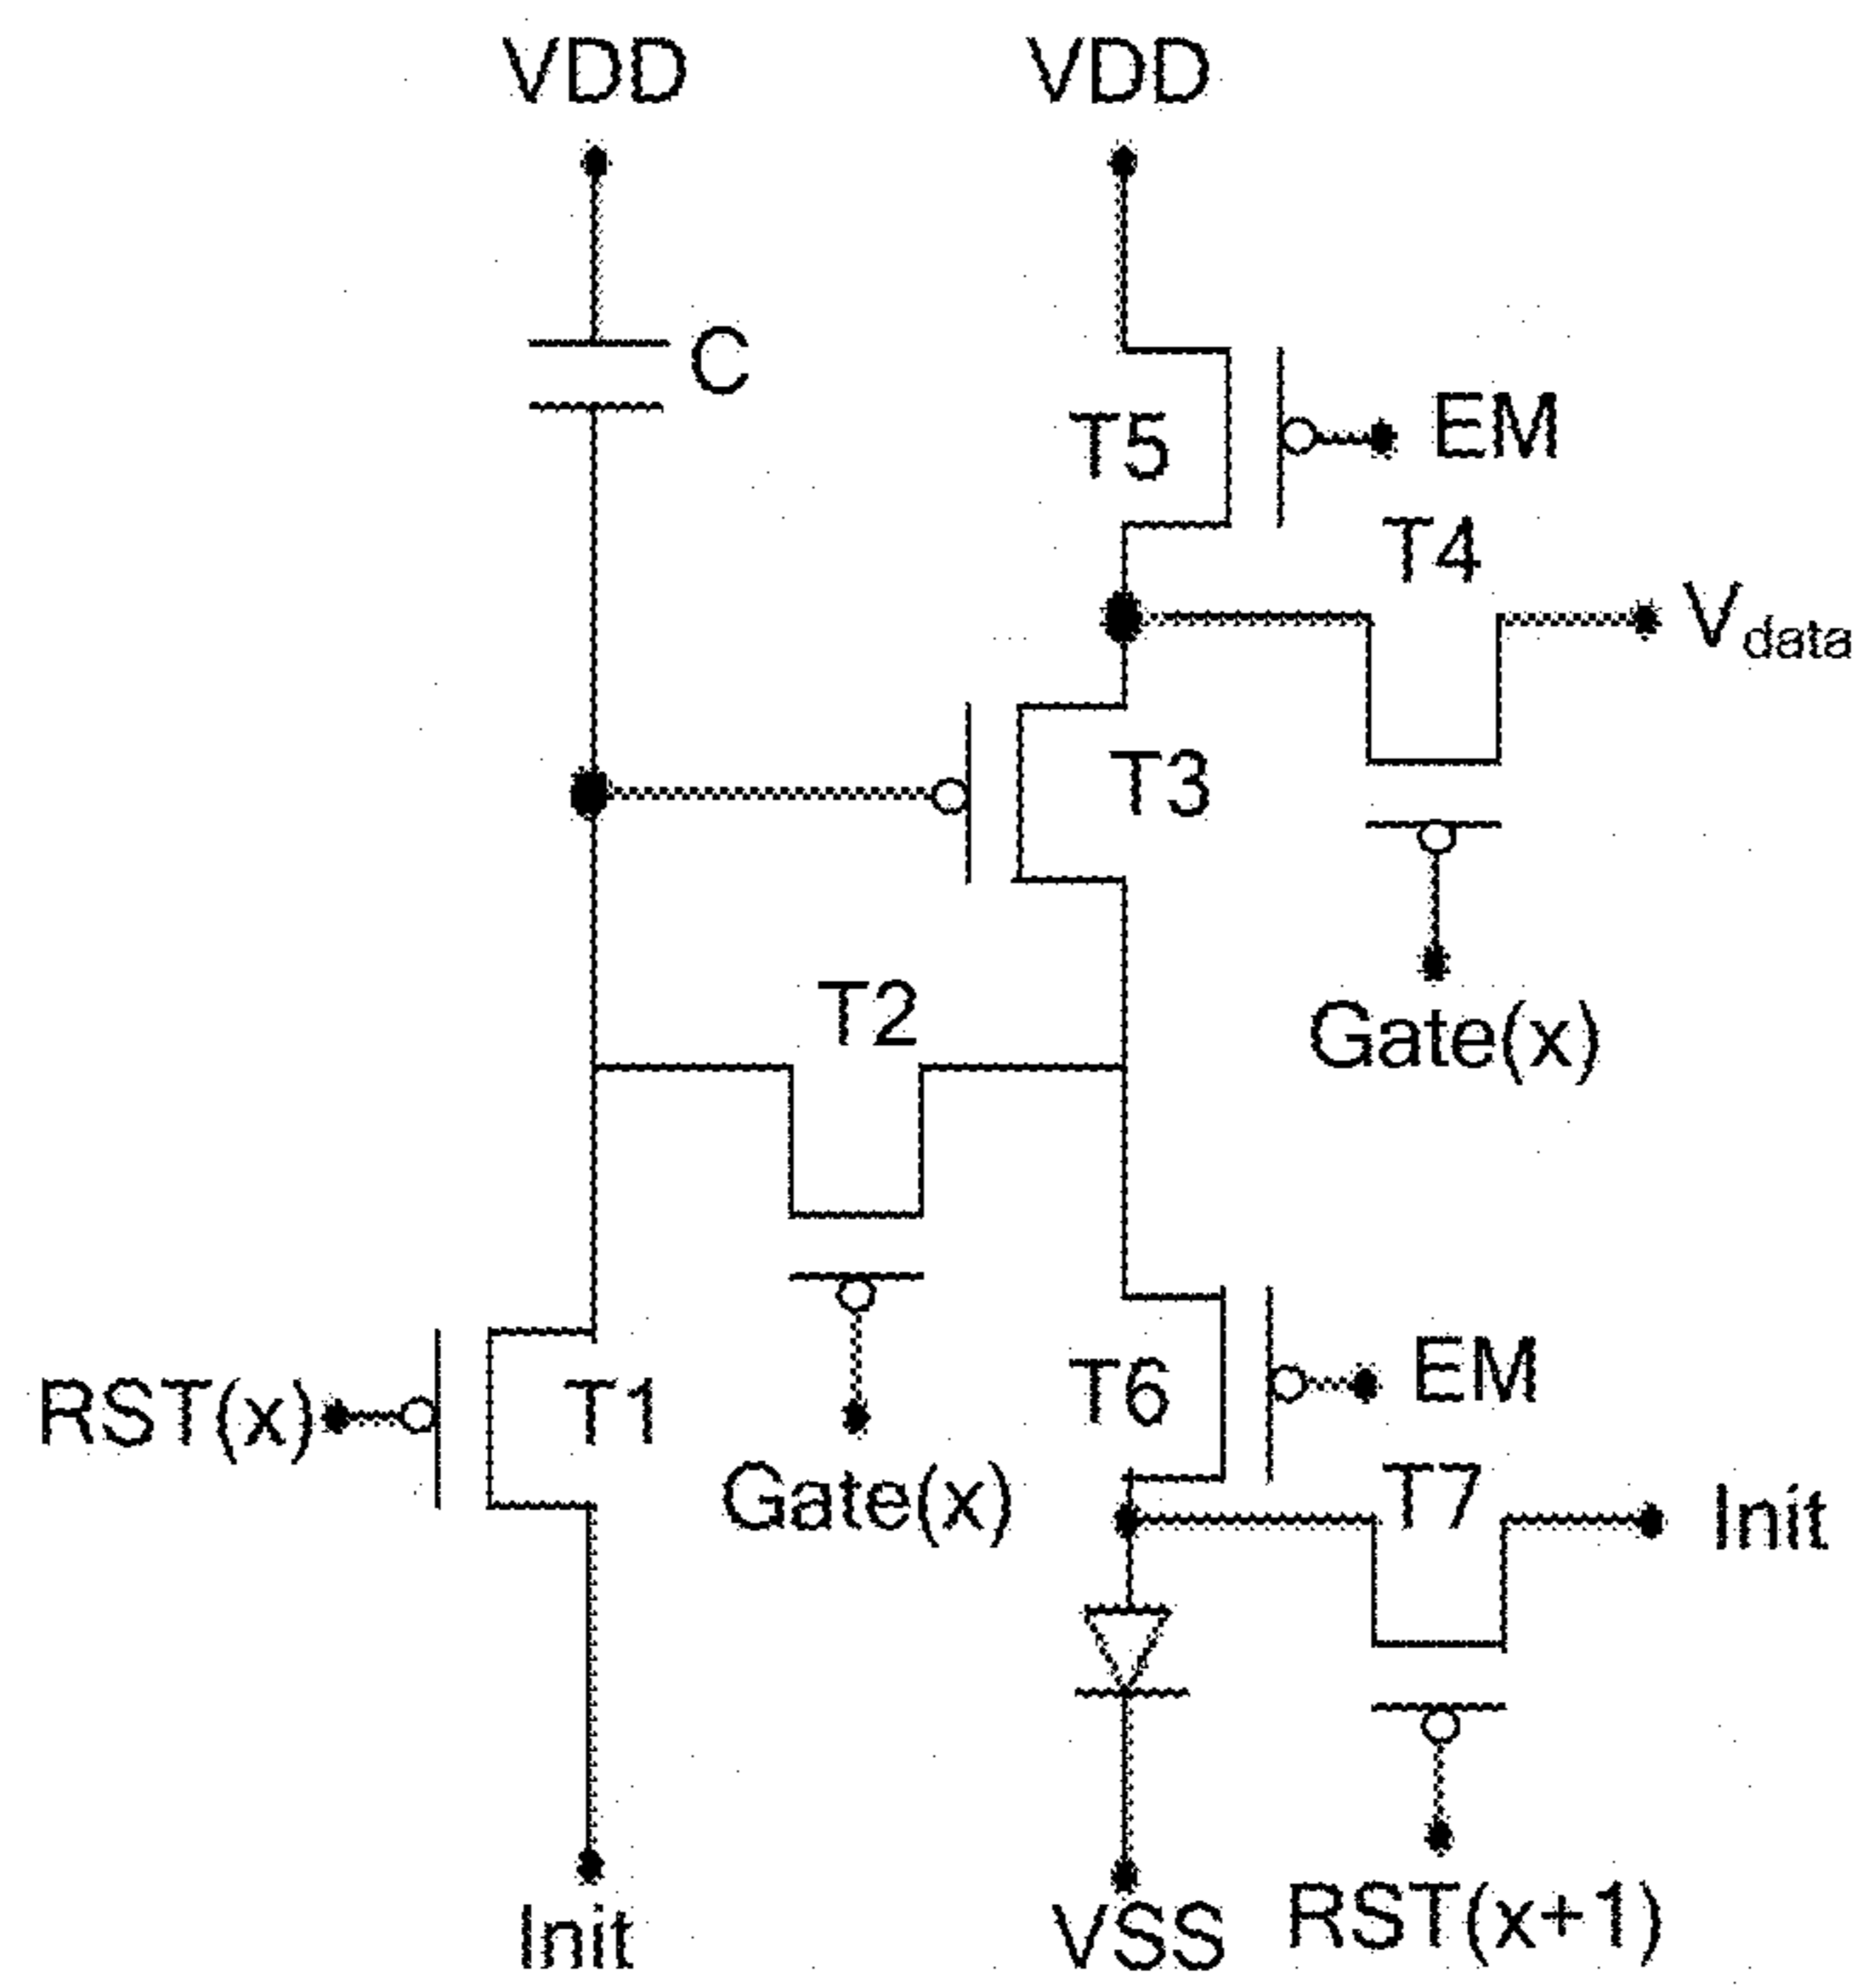 VDD VDD
C
T5
EM
T4
Vdata
T3
T2
Gate(x)
RST(x)
T1
T6
EM
Gate(x)
T7
Init
Init
VSS
RST(x+1)